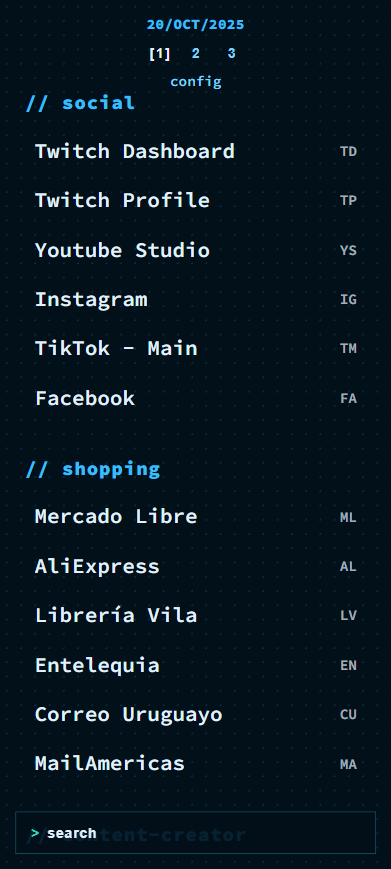 20/OCT/2025
[1] 2 3
config
// social
Twitch Dashboard TD
Twitch Profile TP
Youtube Studio YS
Instagram IG
TikTok - Main TM
Facebook FA
// shopping
Mercado Libre ML
AliExpress AL
Librería Vila LV
Entelequia EN
Correo Uruguayo CU
MailAmericas MA
> search
// content-creator